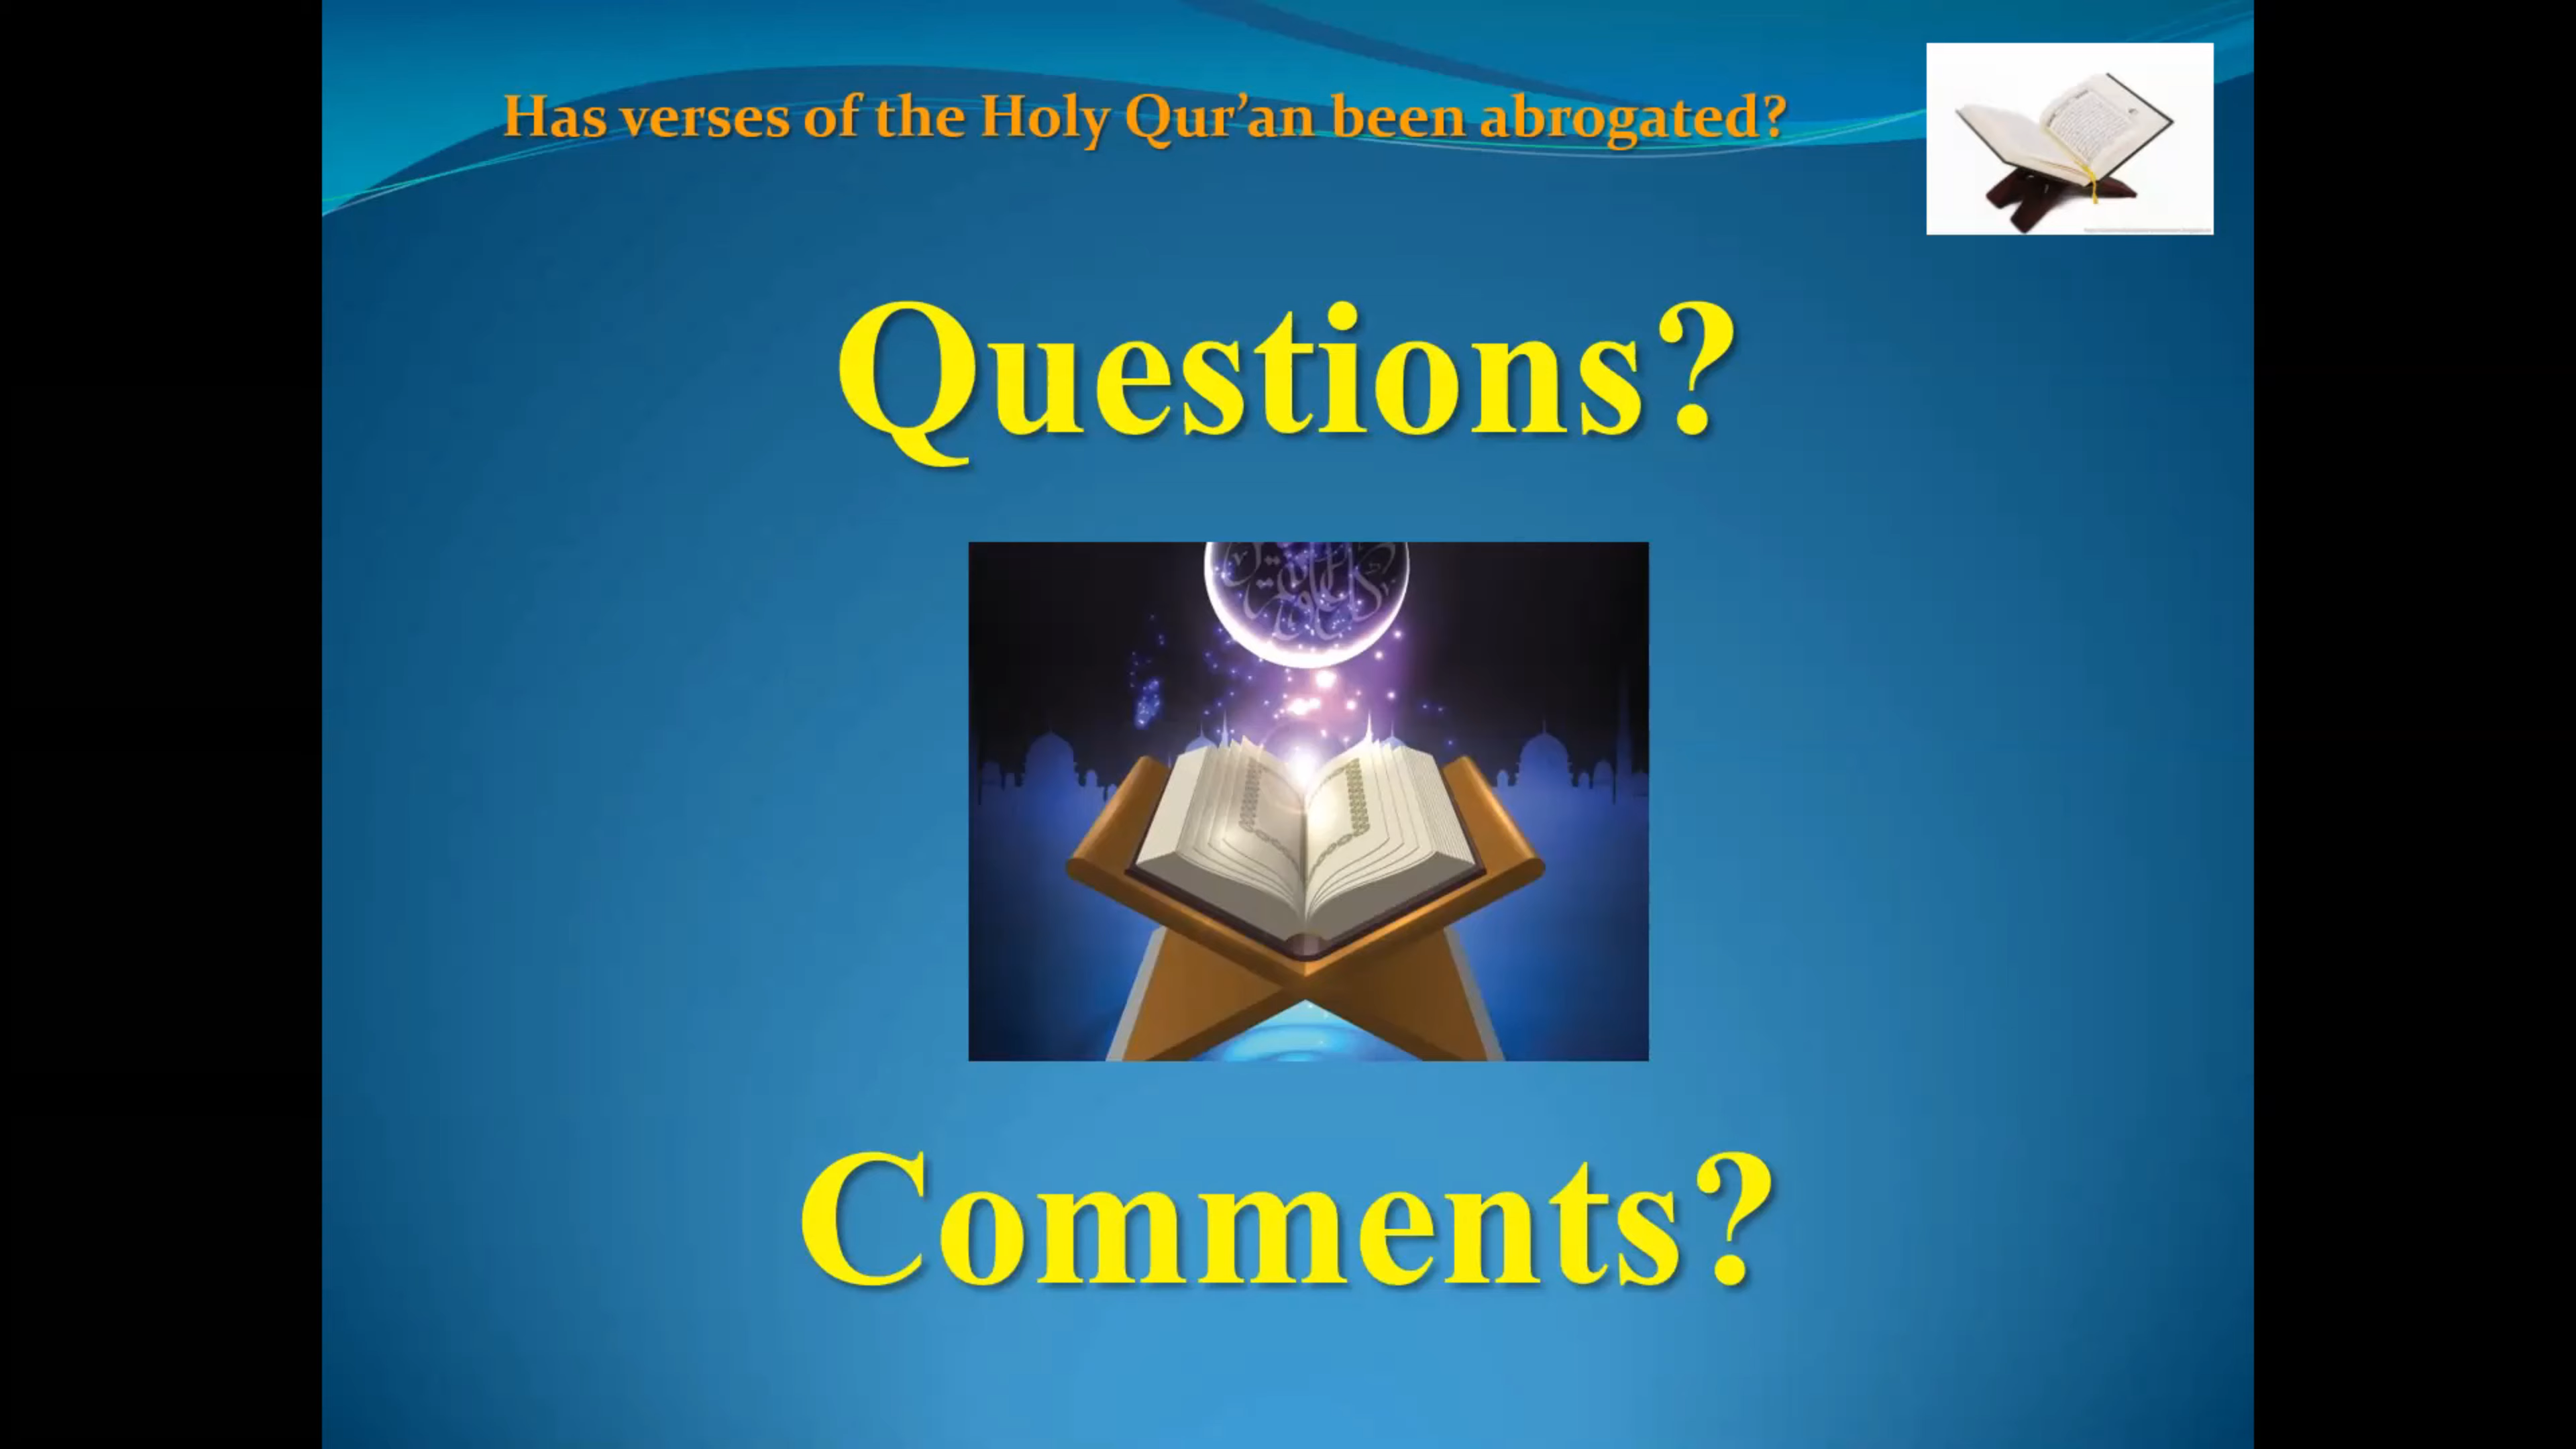 Has verses of the Holy Qur’an been abrogated?
Questions?
Comments?